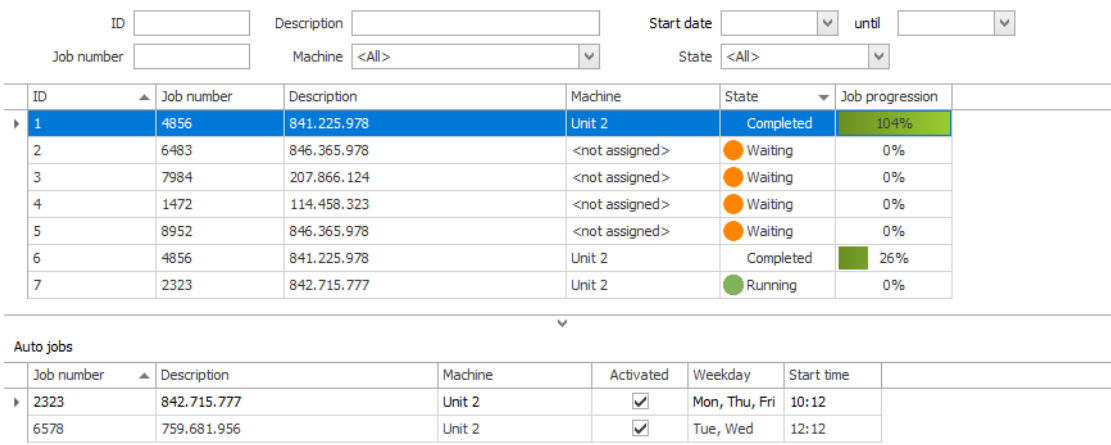 ID Description Start date until
Job number Machine <All> State <All>
ID Job number Description Machine State Job progression
1 4856 841.225.978 Unit 2 Completed 104%
2 6483 846.365.978 <not assigned> Waiting 0%
3 7984 207.866.124 <not assigned> Waiting 0%
4 1472 114.458.323 <not assigned> Waiting 0%
5 8952 846.365.978 <not assigned> Waiting 0%
6 4856 841.225.978 Unit 2 Completed 26%
7 2323 842.715.777 Unit 2 Running 0%
Auto jobs
Job number Description Machine Activated Weekday Start time
2323 842.715.777 Unit 2 Mon, Thu, Fri 10:12
6578 759.681.956 Unit 2 Tue, Wed 12:12